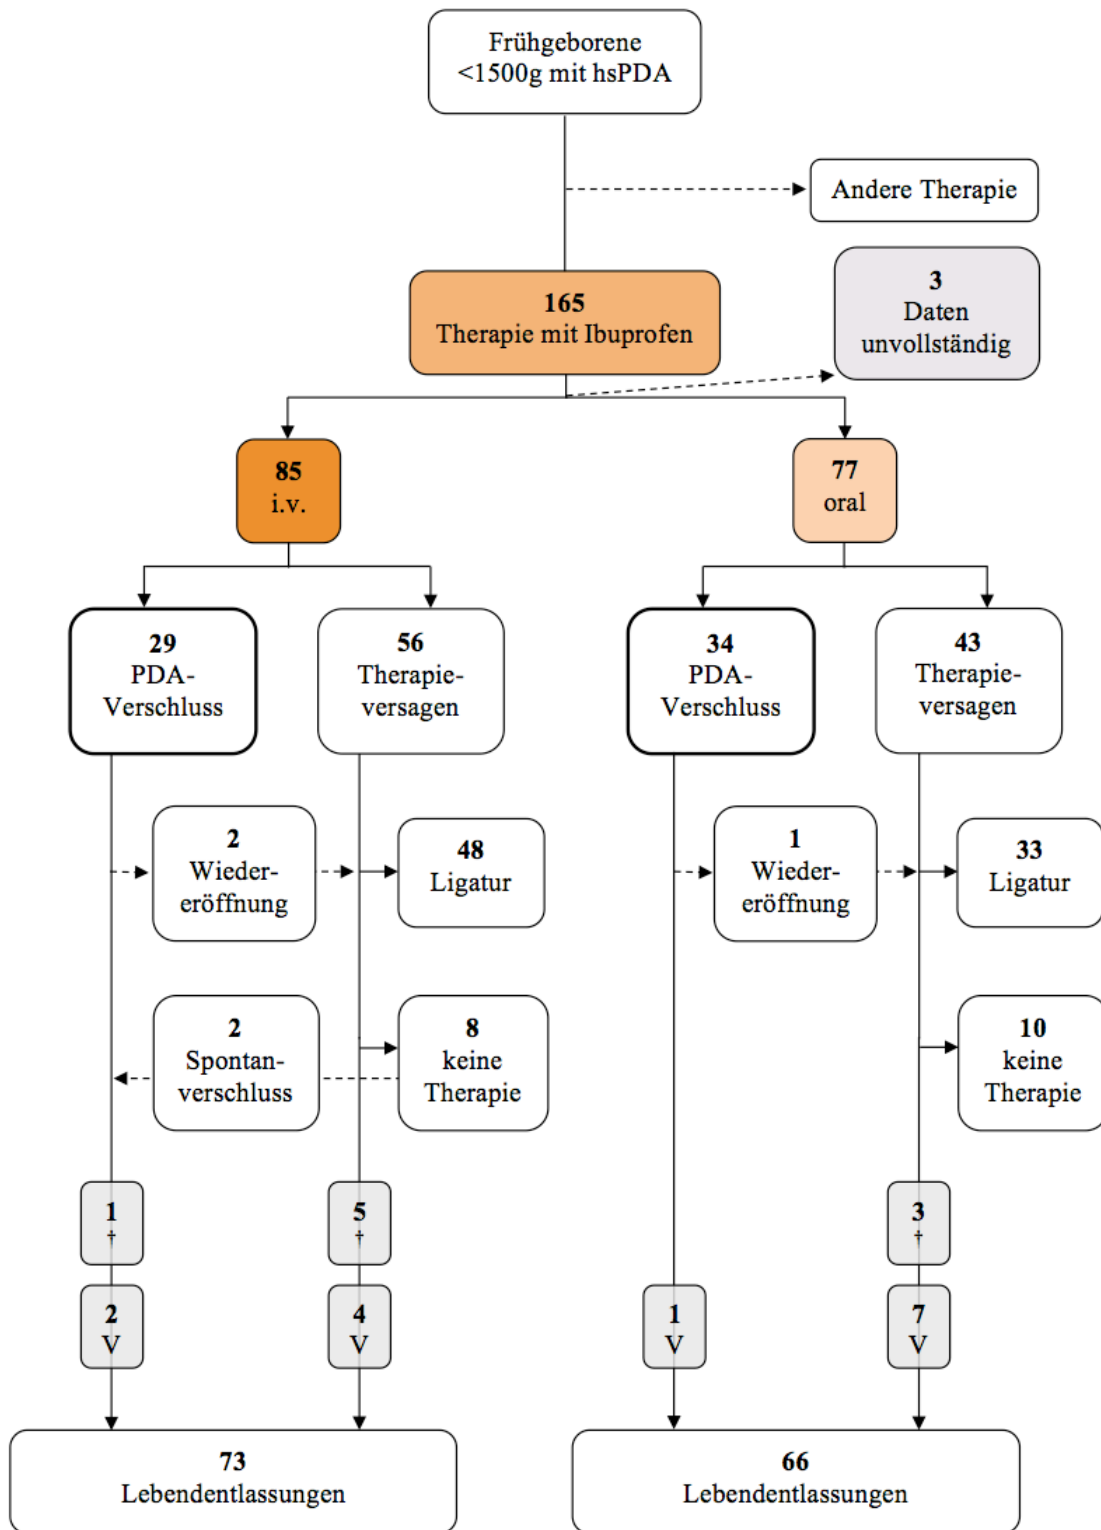 Frühgeborene
<1500g mit hsPDA
Andere Therapie
3
Daten
unvollständig
165
Therapie mit Ibuprofen
85
i.v.
77
oral
29
PDA-
Verschluss
56
Therapie-
versagen
34
PDA-
Verschluss
43
Therapie-
versagen
2
Wieder-
eröffnung
48
Ligatur
1
Wieder-
eröffnung
33
Ligatur
2
Spontan-
verschluss
8
keine
Therapie
10
keine
Therapie
1
†
5
†
3
†
2
V
4
V
1
V
7
V
73
Lebendentlassungen
66
Lebendentlassungen